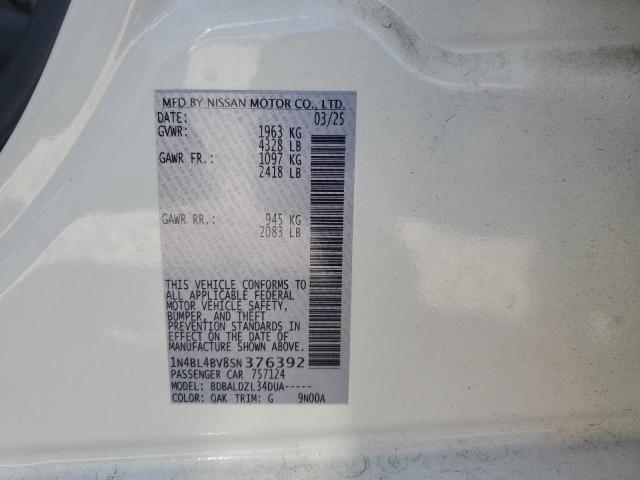 MFD BY NISSAN MOTOR CO., LTD.
DATE: 03/25
GVWR: 1963 KG
4328 LB
GAWR FR.: 1097 KG
2418 LB
GAWR RR.: 945 KG
2083 LB
THIS VEHICLE CONFORMS TO
ALL APPLICABLE FEDERAL
MOTOR VEHICLE SAFETY,
BUMPER, AND THEFT
PREVENTION STANDARDS IN
EFFECT ON THE DATE OF
MANUFACTURE SHOWN ABOVE.
1N4BL4BV8SN376392
PASSENGER CAR 757124
MODEL: BDBALDZL34DUA-----
COLOR: QAK TRIM: G 9N00A